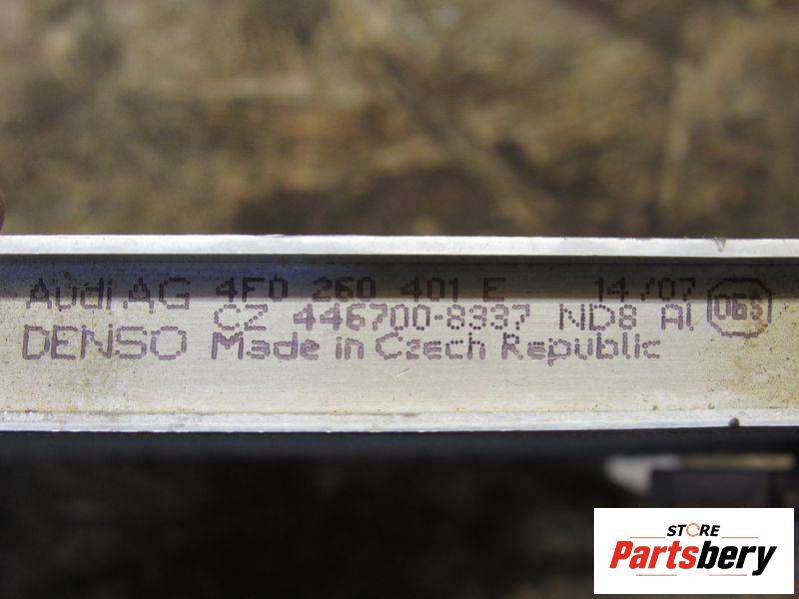 Audi AG 4F0 260 401 E 14/07
CZ 446700-8337 ND8 Al 06S
DENSO Made in Czech Republic
STORE
Partsbery